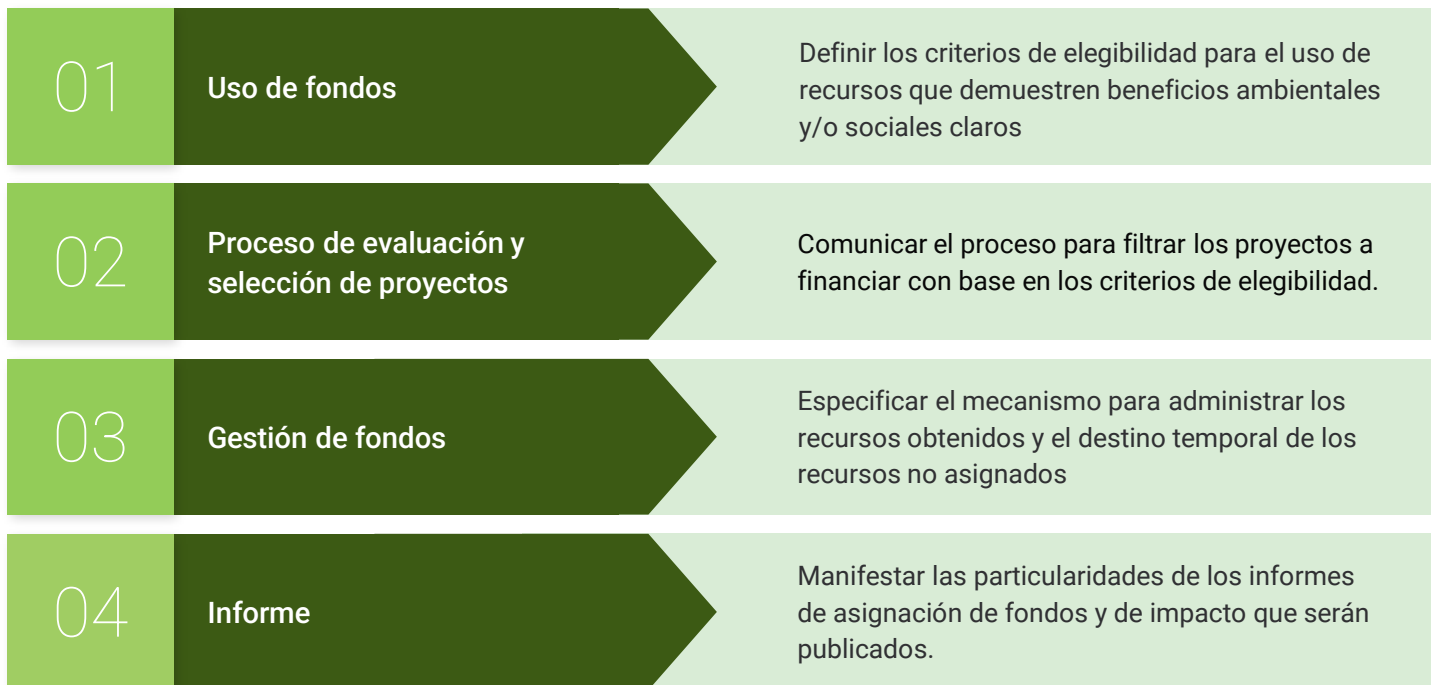 01
Uso de fondos
Definir los criterios de elegibilidad para el uso de
recursos que demuestren beneficios ambientales
y/o sociales claros
02
Proceso de evaluación y
selección de proyectos
Comunicar el proceso para filtrar los proyectos a
financiar con base en los criterios de elegibilidad.
03
Gestión de fondos
Especificar el mecanismo para administrar los
recursos obtenidos y el destino temporal de los
recursos no asignados
04
Informe
Manifestar las particularidades de los informes
de asignación de fondos y de impacto que serán
publicados.